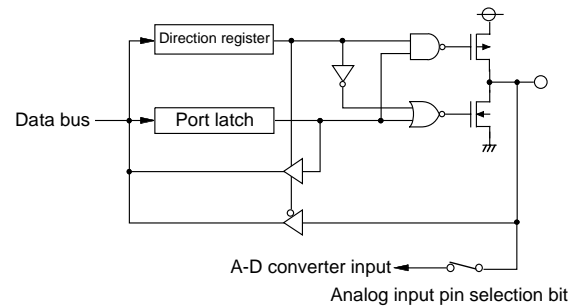 Direction register
Data bus
Port latch
A-D converter input
Analog input pin selection bit